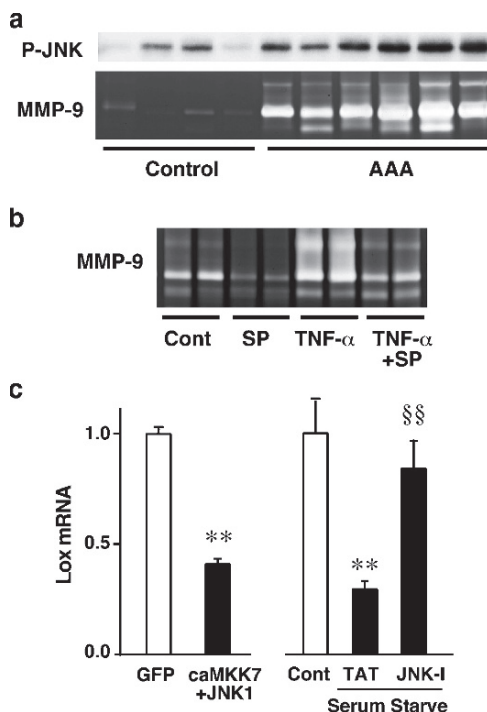 a
P-JNK
MMP-9
Control AAA
b
MMP-9
Cont SP TNF-α TNF-α
+SP
c
Lox mRNA
1.0
0.5
0.0
**
GFP caMKK7
+JNK1
**
§§
Cont TAT JNK-I
Serum Starve